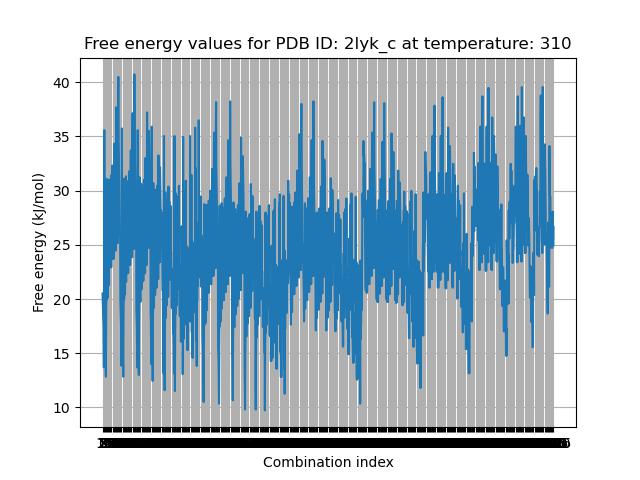 Free energy values for PDB ID: 2lyk_c at temperature: 310
Free energy (kJ/mol)
40
35
30
25
20
15
10
Combination index